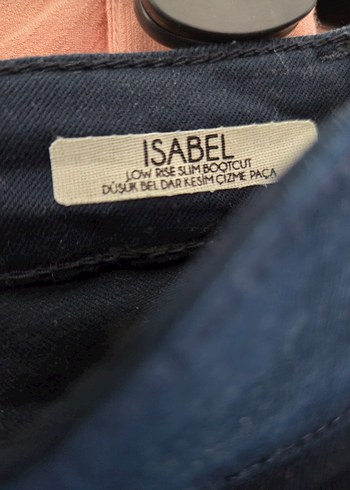 ISABEL
LOW RISE SLIM BOOTCUT
DÜŞÜK BEL DAR KESİM ÇİZME PAÇA